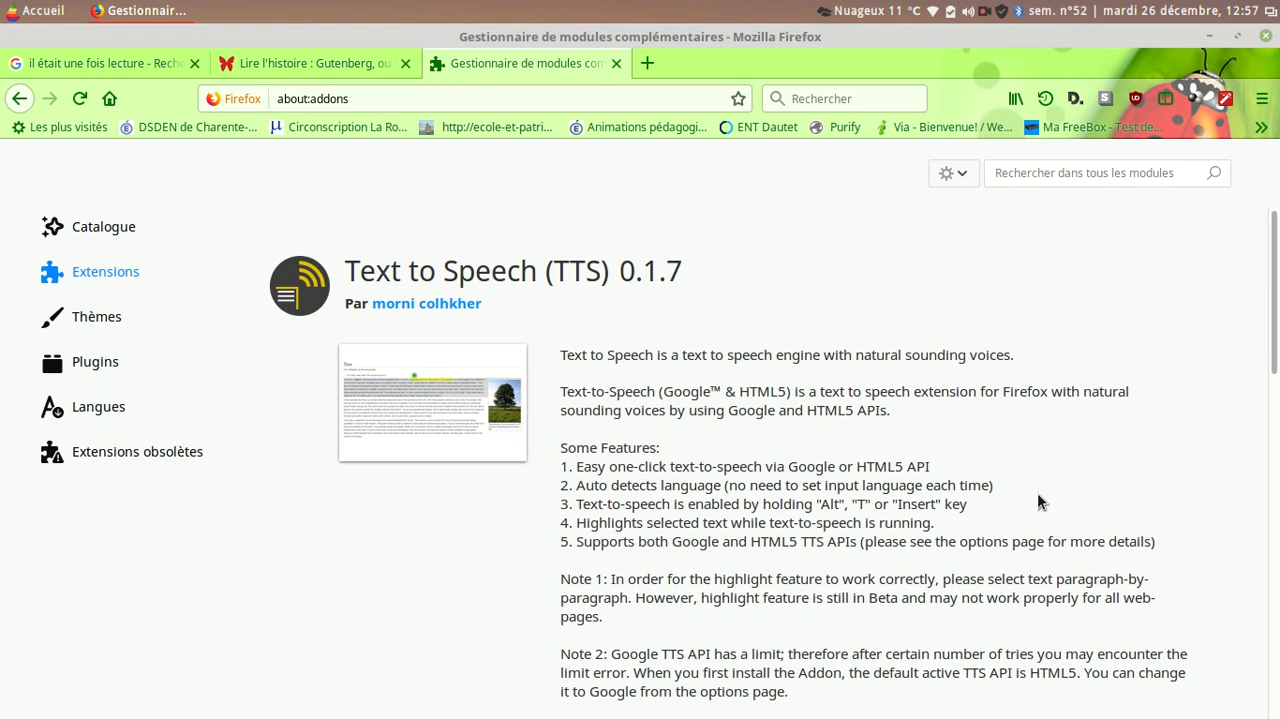 Accueil
Gestionnair...
Nuageux 11 °C
sem. n°52 | mardi 26 décembre, 12:57
Gestionnaire de modules complémentaires - Mozilla Firefox
il était une fois lecture - Rech
Lire l'histoire : Gutenberg, ou
Gestionnaire de modules com
Firefox
about:addons
Rechercher
Les plus visités
DSDEN de Charente-...
Circonscription La Ro...
http://ecole-et-patri...
Animations pédagogi...
ENT Dautet
Purify
Via - Bienvenue! / We...
Ma FreeBox - Test de...
Rechercher dans tous les modules
Catalogue
Extensions
Thèmes
Plugins
Langues
Extensions obsolètes
Text to Speech (TTS) 0.1.7
Par morni colhkher
Text to Speech is a text to speech engine with natural sounding voices.
Text-to-Speech (Google™ & HTML5) is a text-to-speech extension for Firefox with natural
sounding voices by using Google and HTML5 APIs.
Some Features:
1. Easy one-click text-to-speech via Google or HTML5 API
2. Auto detects language (no need to set input language each time)
3. Text-to-speech is enabled by holding "Alt", "T" or "Insert" key
4. Highlights selected text while text-to-speech is running.
5. Supports both Google and HTML5 TTS APIs (please see the options page for more details)
Note 1: In order for the highlight feature to work correctly, please select text paragraph-by-
paragraph. However, highlight feature is still in Beta and may not work properly for all web-
pages.
Note 2: Google TTS API has a limit; therefore after certain number of tries you may encounter the
limit error. When you first install the Addon, the default active TTS API is HTML5. You can change
it to Google from the options page.